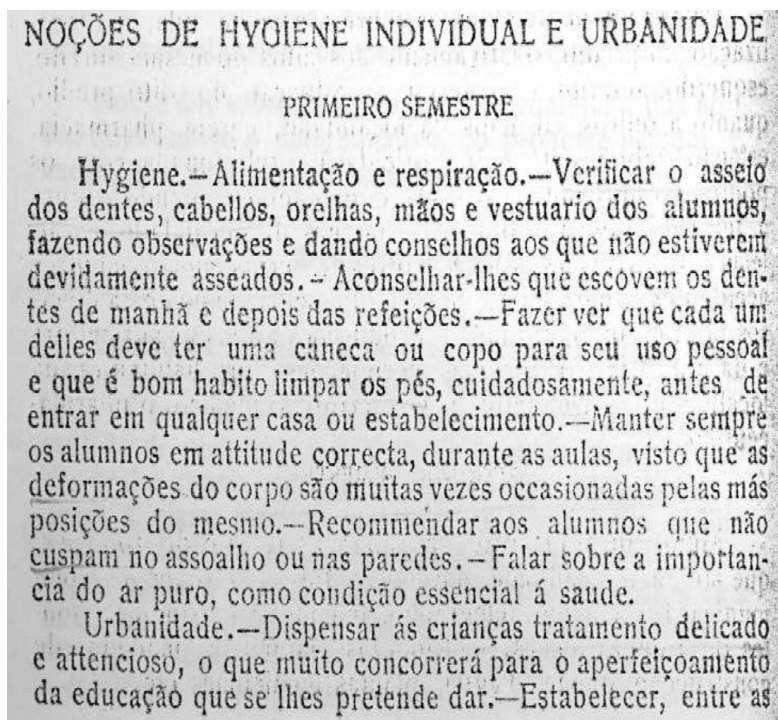 NOÇÕES DE HYGIENE INDIVIDUAL E URBANIDADE
PRIMEIRO SEMESTRE
Hygiene.—Alimentação e respiração.—Verificar o asseio
dos dentes, cabellos, orelhas, mãos e vestuario dos alumnos,
fazendo observações e dando conselhos aos que não estiverem
devidamente asseados.—Aconselhar-lhes que escovem os den-
tes de manhã e depois das refeições.—Fazer ver que cada um
delles deve ter uma caneca ou copo para seu uso pessoal
e que é bom habito limpar os pés, cuidadosamente, antes de
entrar em qualquer casa ou estabelecimento.—Manter sempre
os alumnos em attitude correcta, durante as aulas, visto que as
deformações do corpo são muitas vezes occasionadas pelas más
posições do mesmo.—Recommendar aos alumnos que não
cuspam no assoalho ou nas paredes.—Falar sobre a importan-
cia do ar puro, como condição essencial á saude.
Urbanidade.—Dispensar ás crianças tratamento delicado
e attencioso, o que muito concorrerá para o aperfeiçoamento
da educação que se lhes pretende dar.—Estabelecer, entre as